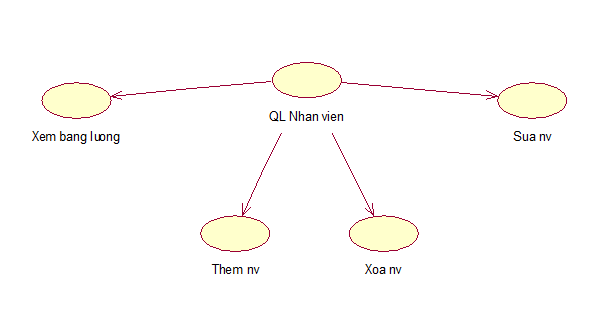 QL Nhan vien
Xem bang luong
Sua nv
Them nv
Xoa nv